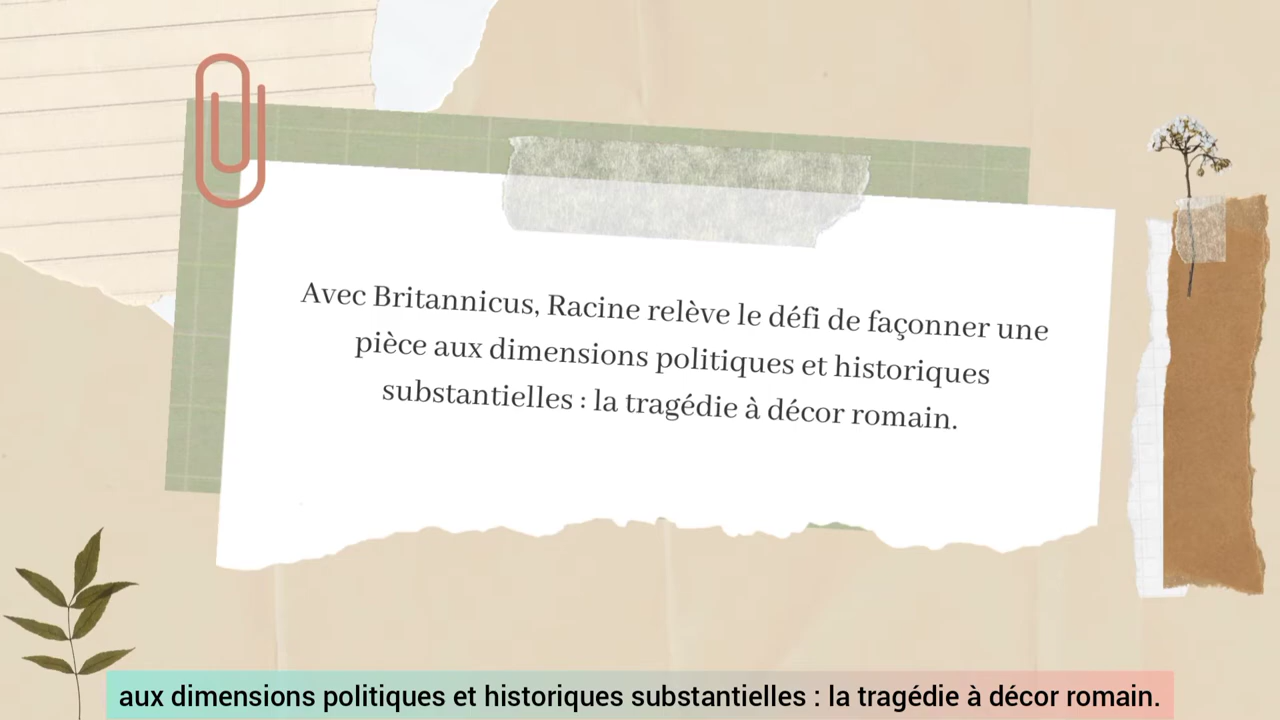 Avec Britannicus, Racine relève le défi de façonner une
pièce aux dimensions politiques et historiques
substantielles : la tragédie à décor romain.
aux dimensions politiques et historiques substantielles : la tragédie à décor romain.